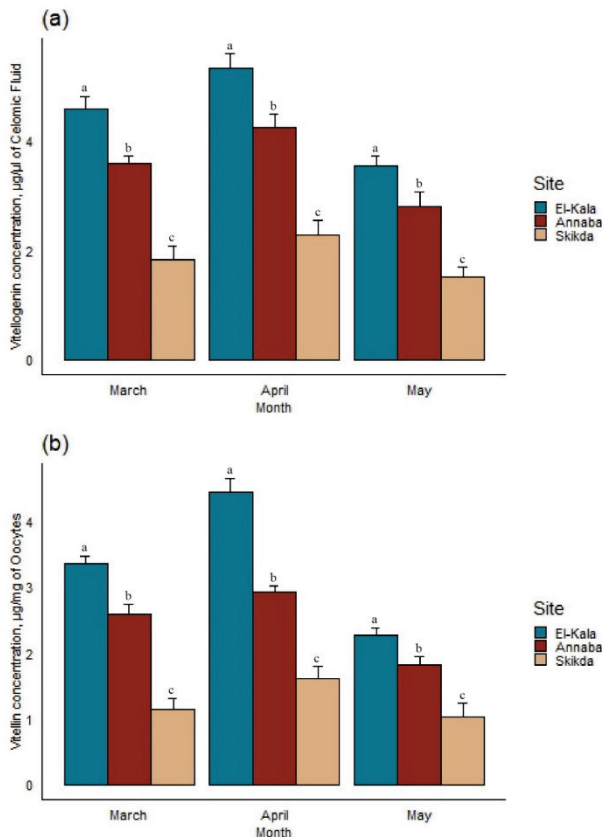 (a)
Vitellogenin concentration, µg/µl of Celomic Fluid
4
2
0
a
b
c
a
b
c
a
b
c
March
April
May
Month
Site
El-Kala
Annaba
Skikda
(b)
Vitellin concentration, µg/mg of Oocytes
4
3
2
1
0
a
b
c
a
b
c
a
b
c
March
April
May
Month
Site
El-Kala
Annaba
Skikda